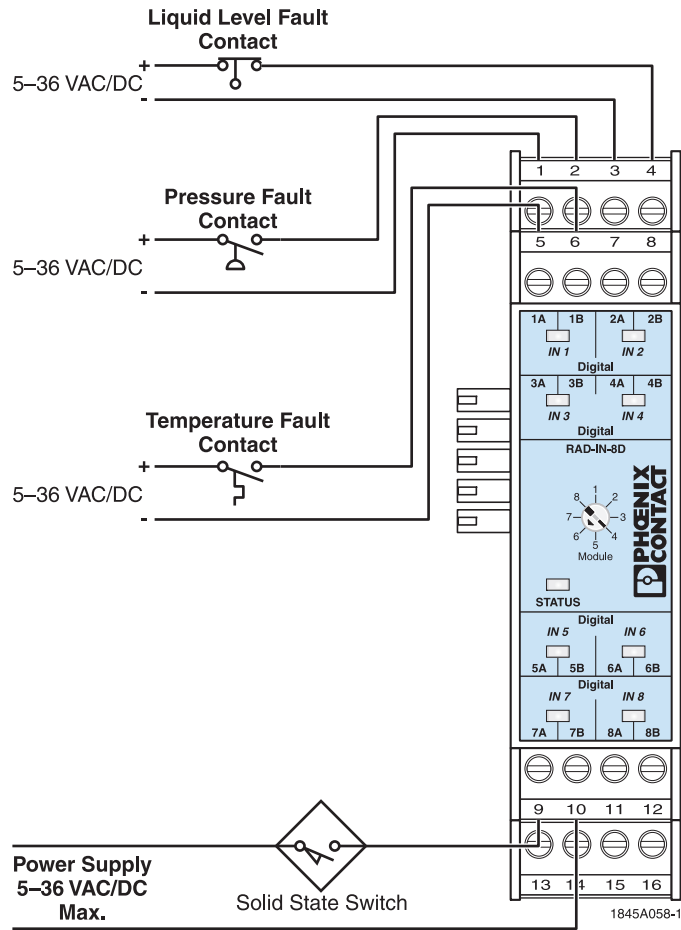 Liquid Level Fault
Contact
+
5–36 VAC/DC
-
1 2 3 4
Pressure Fault
Contact
+
5–36 VAC/DC
-
5 6 7 8
1A 1B 2A 2B
IN 1 IN 2
Digital
3A 3B 4A 4B
IN 3 IN 4
Digital
Temperature Fault
Contact
+
5–36 VAC/DC
-
RAD-IN-8D
1
2
3
4
5
6
7
8
Module
PHŒNIX
CONTACT
STATUS
Digital
IN 5 IN 6
5A 5B 6A 6B
Digital
IN 7 IN 8
7A 7B 8A 8B
9 10 11 12
13 14 15 16
Power Supply
5–36 VAC/DC
Max.
Solid State Switch
1845A058-1